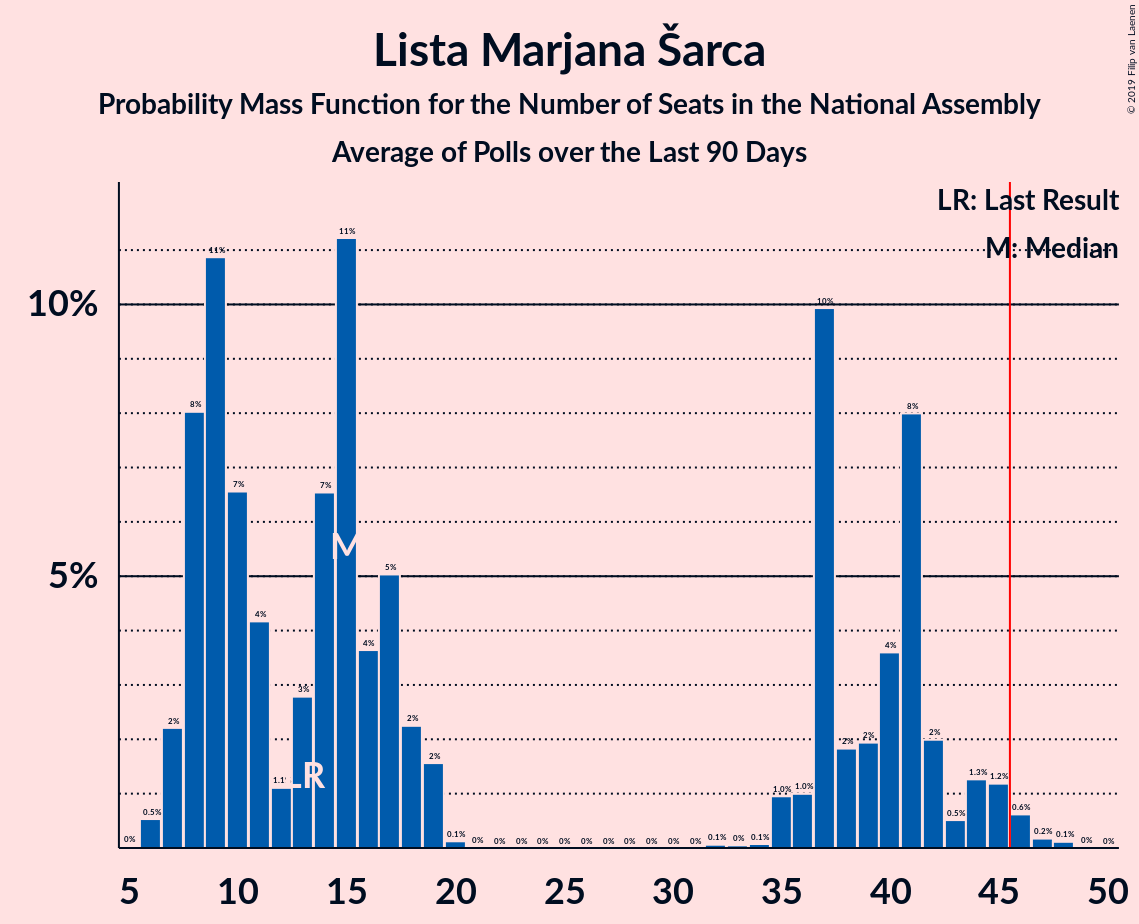 Lista Marjana Šarca
Probability Mass Function for the Number of Seats in the National Assembly
Average of Polls over the Last 90 Days
© 2019 Filip van Laenen
LR: Last Result
M: Median
10%
5%
0% 0.5% 2% 8% 11% 7% 4% 1.1% 3% 7% 11% 4% 5% 2% 2% 0.1% 0% 0% 0% 0% 0% 0% 0% 0% 0% 0% 0% 0.1% 0% 0.1% 1.0% 1.0% 10% 2% 2% 4% 8% 2% 0.5% 1.3% 1.2% 0.6% 0.2% 0.1% 0% 0%
M
LR
5 10 15 20 25 30 35 40 45 50